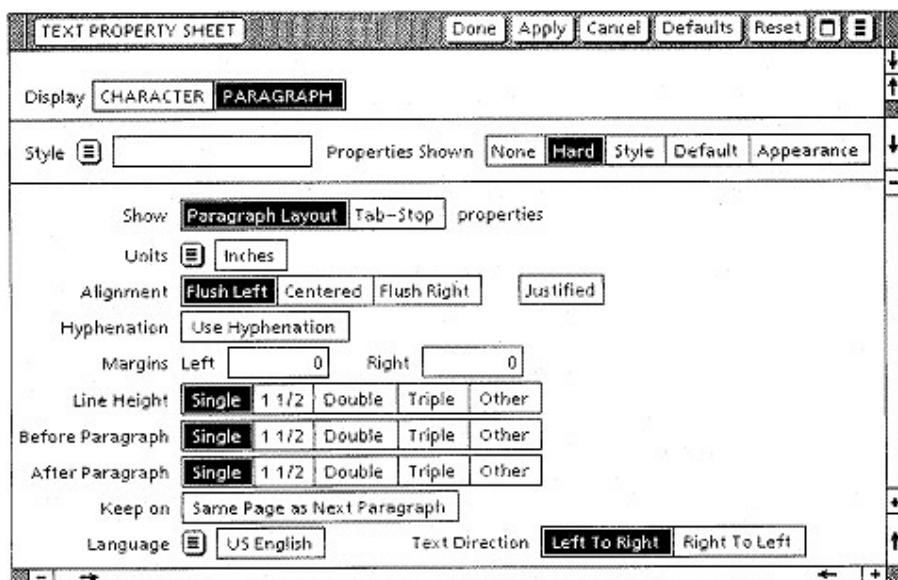 TEXT PROPERTY SHEET Done Apply Cancel Defaults Reset
Display CHARACTER PARAGRAPH
Style Properties Shown None Hard Style Default Appearance
Show Paragraph Layout Tab-Stop properties
Units Inches
Alignment Flush Left Centered Flush Right Justified
Hyphenation Use Hyphenation
Margins Left 0 Right 0
Line Height Single 1 1/2 Double Triple Other
Before Paragraph Single 1 1/2 Double Triple Other
After Paragraph Single 1 1/2 Double Triple Other
Keep on Same Page as Next Paragraph
Language US English Text Direction Left To Right Right To Left